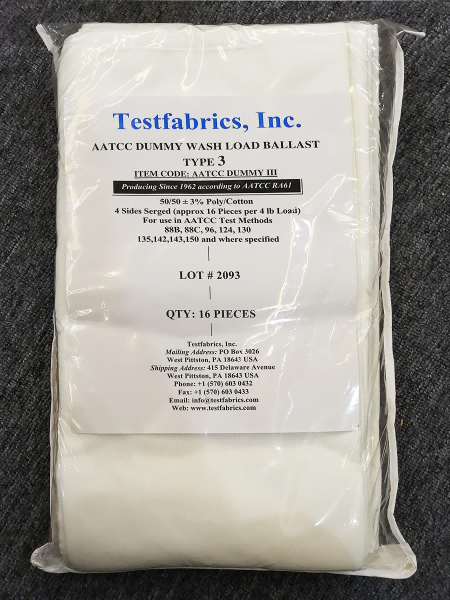 Testfabrics, Inc.
AATCC DUMMY WASH LOAD BALLAST
TYPE 3
ITEM CODE: AATCC DUMMY III
Producing Since 1962 according to AATCC RA61
50/50 ± 3% Poly/Cotton
4 Sides Serged (approx 16 Pieces per 4 lb Load)
For use in AATCC Test Methods
88B, 88C, 96, 124, 130
135,142,143,150 and where specified
LOT # 2093
QTY: 16 PIECES
Testfabrics, Inc.
Mailing Address: PO Box 3026
West Pittston, PA 18643 USA
Shipping Address: 415 Delaware Avenue
West Pittston, PA 18643 USA
Phone: +1 (570) 603 0432
Fax: +1 (570) 603 0433
Email: info@testfabrics.com
Web: www.testfabrics.com